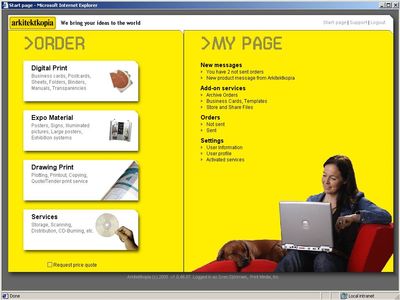 Start page - Microsoft Internet Explorer
arkitektkopia
We bring your ideas to the world
Start page | Support | Logout
>ORDER
Digital Print
Business cards, Postcards,
Sheets, Folders, Binders,
Manuals, Transparencies
Expo Material
Posters, Signs, Illuminated
pictures, Large posters,
Exhibition systems
Drawing Print
Plotting, Printout, Copying,
Quote/Tender print service
Services
Storage, Scanning,
Distribution, CD-Burning, etc.
Request price quote
>MY PAGE
New messages
You have 2 not sent orders
New product message from Arkitektkopia
Add-on services
Archive Orders
Business Cards, Templates
Store and Share Files
Orders
Not sent
Sent
Settings
User Information
User profile
Activated services
Arkitektkopia (c) 2005 Logged in as Sven Print Media, Inc
Done
Local intranet